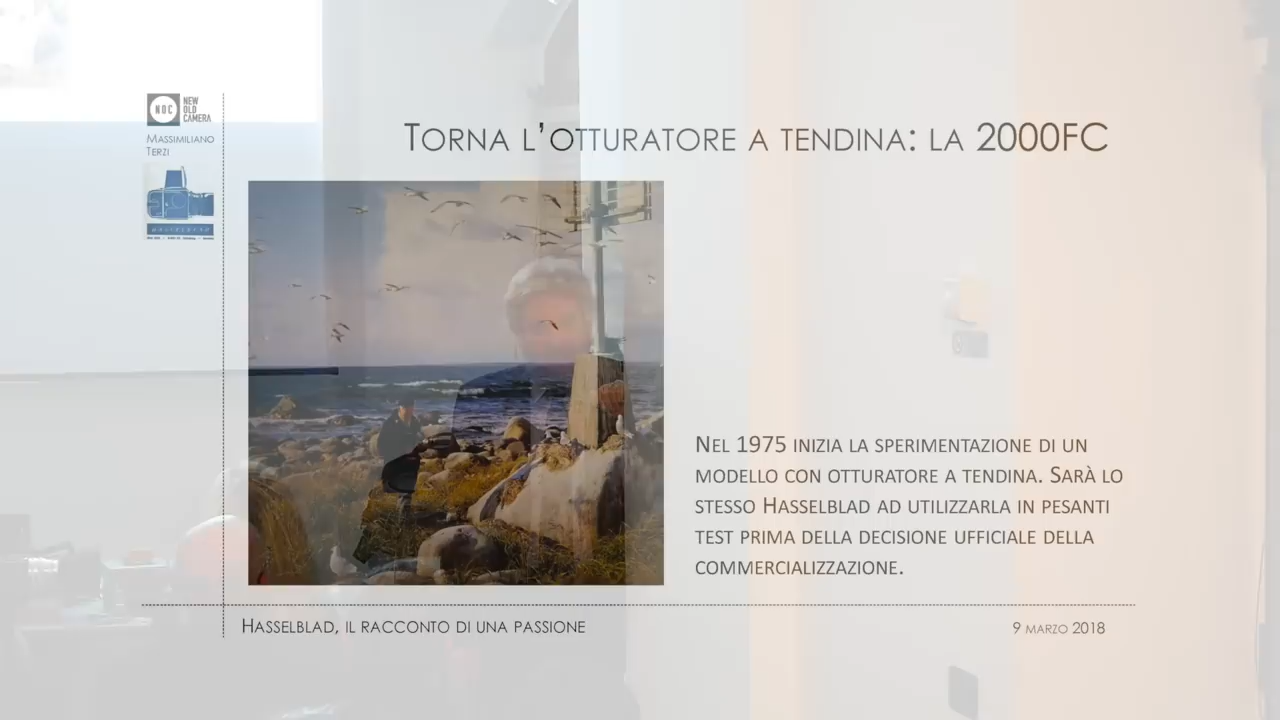 NOC NEW
OLD
CAMERA
Massimiliano
Terzi
Torna l'otturatore a tendina: la 2000FC
Nel 1975 inizia la sperimentazione di un
modello con otturatore a tendina. Sarà lo
stesso Hasselblad ad utilizzarla in pesanti
test prima della decisione ufficiale della
commercializzazione.
Hasselblad, il racconto di una passione
9 marzo 2018